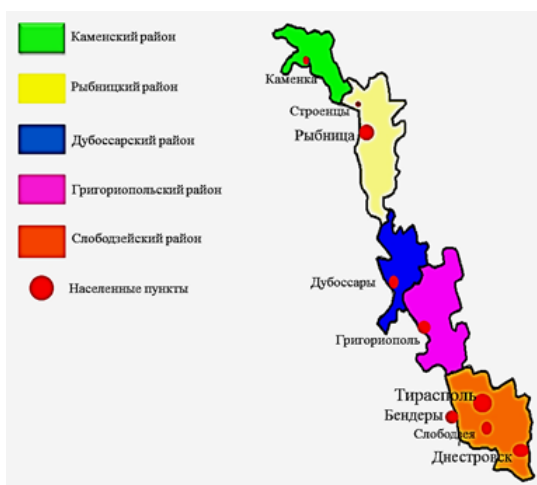 Каменский район
Рыбницкий район
Дубоссарский район
Григориопольский район
Слободзейский район
Населенные пункты
Каменка
Строенцы
Рыбница
Дубоссары
Григориополь
Тирасполь
Бендеры
Слободзея
Днестровск